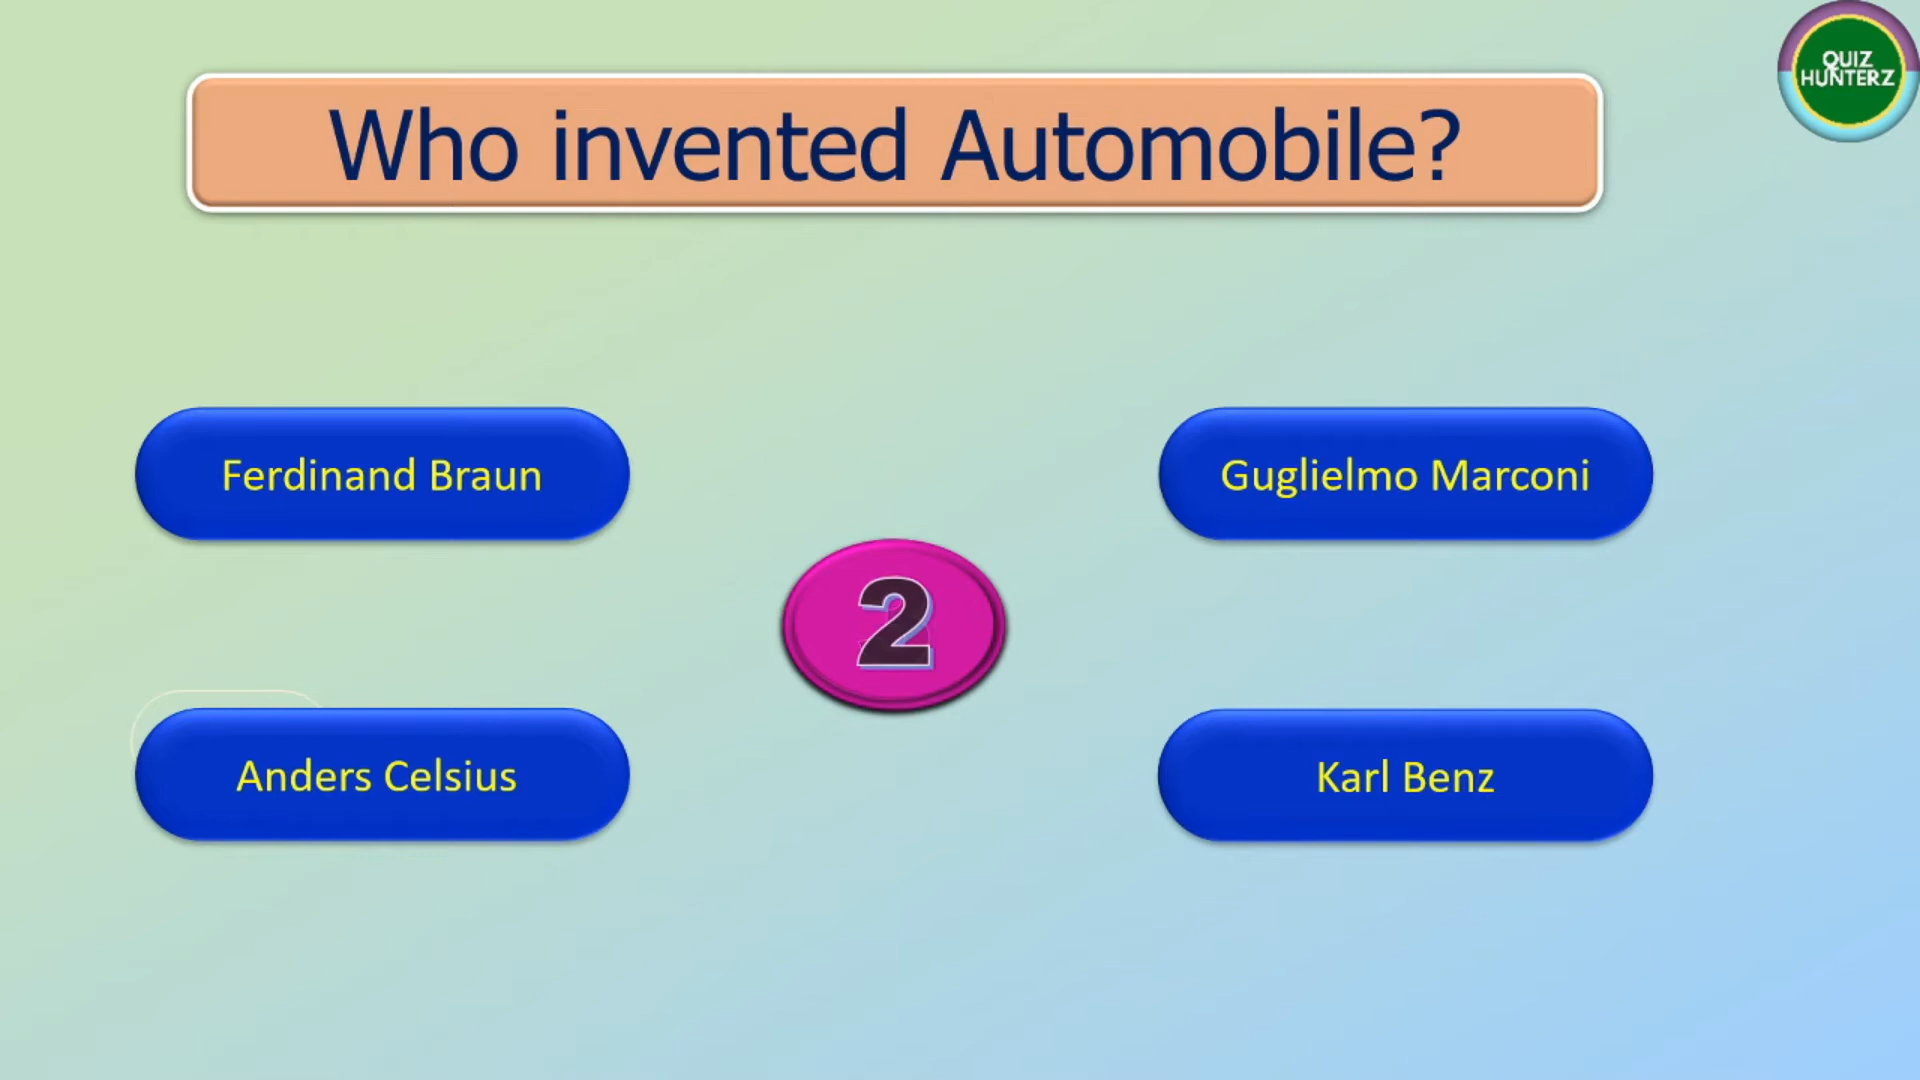 QUIZ
HUNTERZ
Who invented Automobile?
Ferdinand Braun
Guglielmo Marconi
2
Anders Celsius
Karl Benz